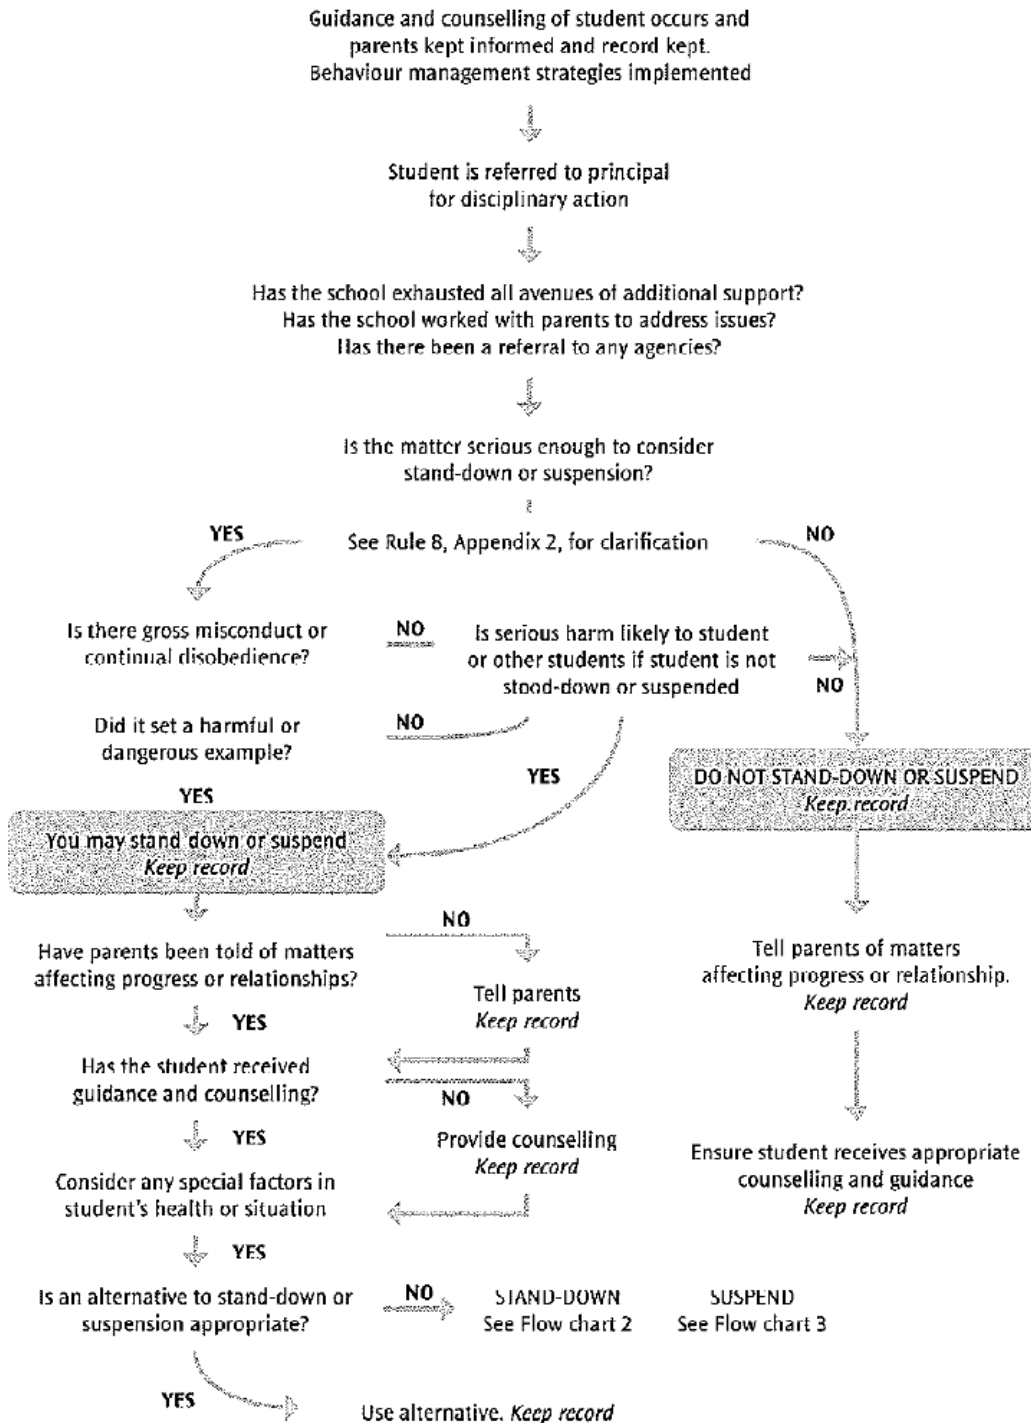 Guidance and counselling of student occurs and
parents kept informed and record kept.
Behaviour management strategies implemented
Student is referred to principal
for disciplinary action
Has the school exhausted all avenues of additional support?
Has the school worked with parents to address issues?
Has there been a referral to any agencies?
Is the matter serious enough to consider
stand-down or suspension?
YES
See Rule 8, Appendix 2, for clarification
NO
Is there gross misconduct or
continual disobedience?
NO
Is serious harm likely to student
or other students if student is not
stood-down or suspended
NO
Did it set a harmful or
dangerous example?
NO
YES
YES
DO NOT STAND-DOWN OR SUSPEND
Keep record
You may stand down or suspend
Keep record
NO
Have parents been told of matters
affecting progress or relationships?
Tell parents
Keep record
Tell parents of matters
affecting progress or relationship.
Keep record
YES
Has the student received
guidance and counselling?
NO
YES
Provide counselling
Keep record
Ensure student receives appropriate
counselling and guidance
Keep record
Consider any special factors in
student's health or situation
YES
Is an alternative to stand-down or
suspension appropriate?
NO
STAND-DOWN
See Flow chart 2
SUSPEND
See Flow chart 3
YES
Use alternative. Keep record